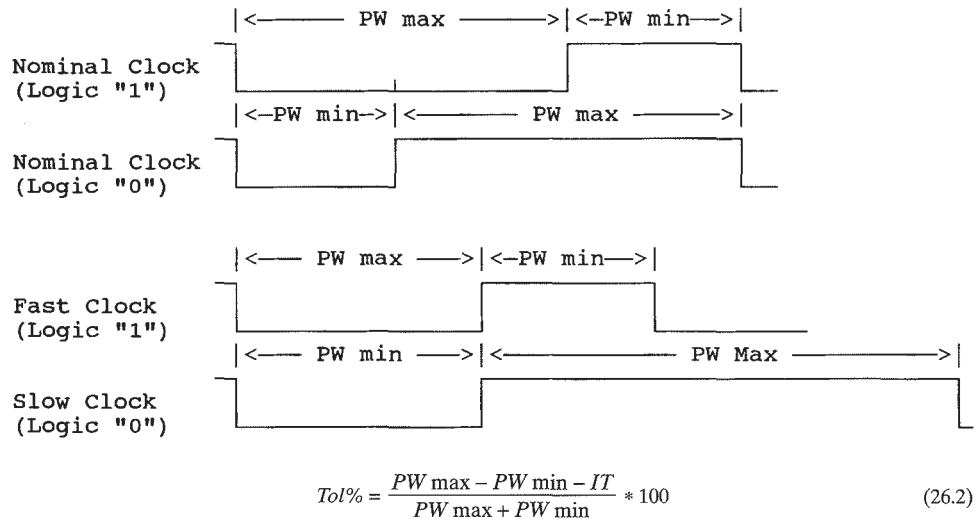 |<—— PW max ——>|<–PW min–>|
Nominal Clock
(Logic "1")
|<–PW min–>|<—— PW max ——>|
Nominal Clock
(Logic "0")
|<—— PW max ——>|<–PW min—>|
Fast Clock
(Logic "1")
|<—— PW min ——>|<—— PW Max ——>|
Slow Clock
(Logic "0")
Tol% = (PW max – PW min – IT) / (PW max + PW min) * 100 (26.2)